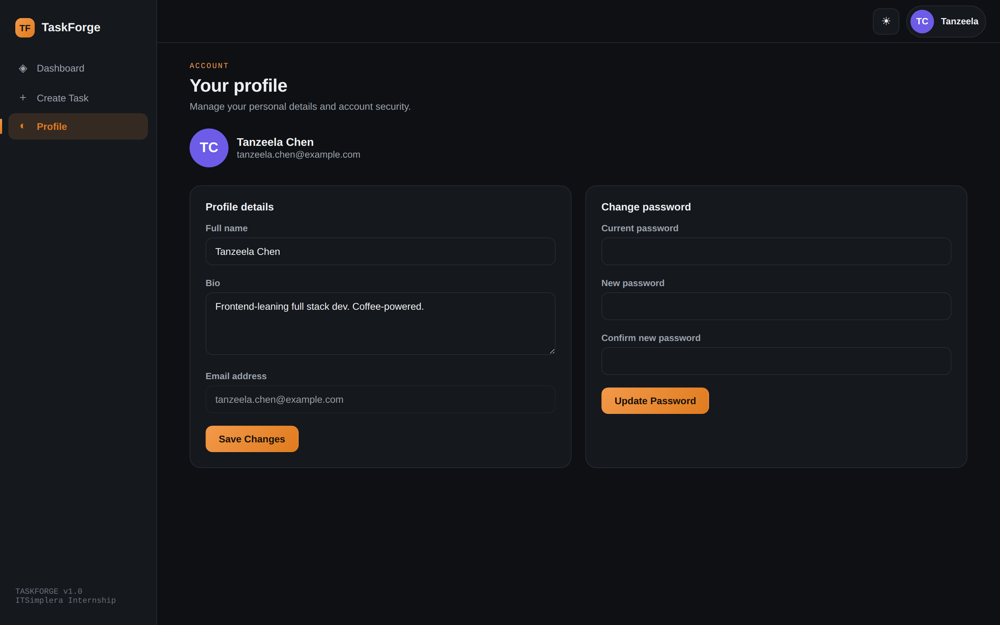 TF TaskForge
TC Tanzeela
Dashboard
Create Task
Profile
ACCOUNT
Your profile
Manage your personal details and account security.
TC
Tanzeela Chen
tanzeela.chen@example.com
Profile details
Full name
Tanzeela Chen
Bio
Frontend-leaning full stack dev. Coffee-powered.
Email address
tanzeela.chen@example.com
Save Changes
Change password
Current password
New password
Confirm new password
Update Password
TASKFORGE v1.0
ITSimplera Internship